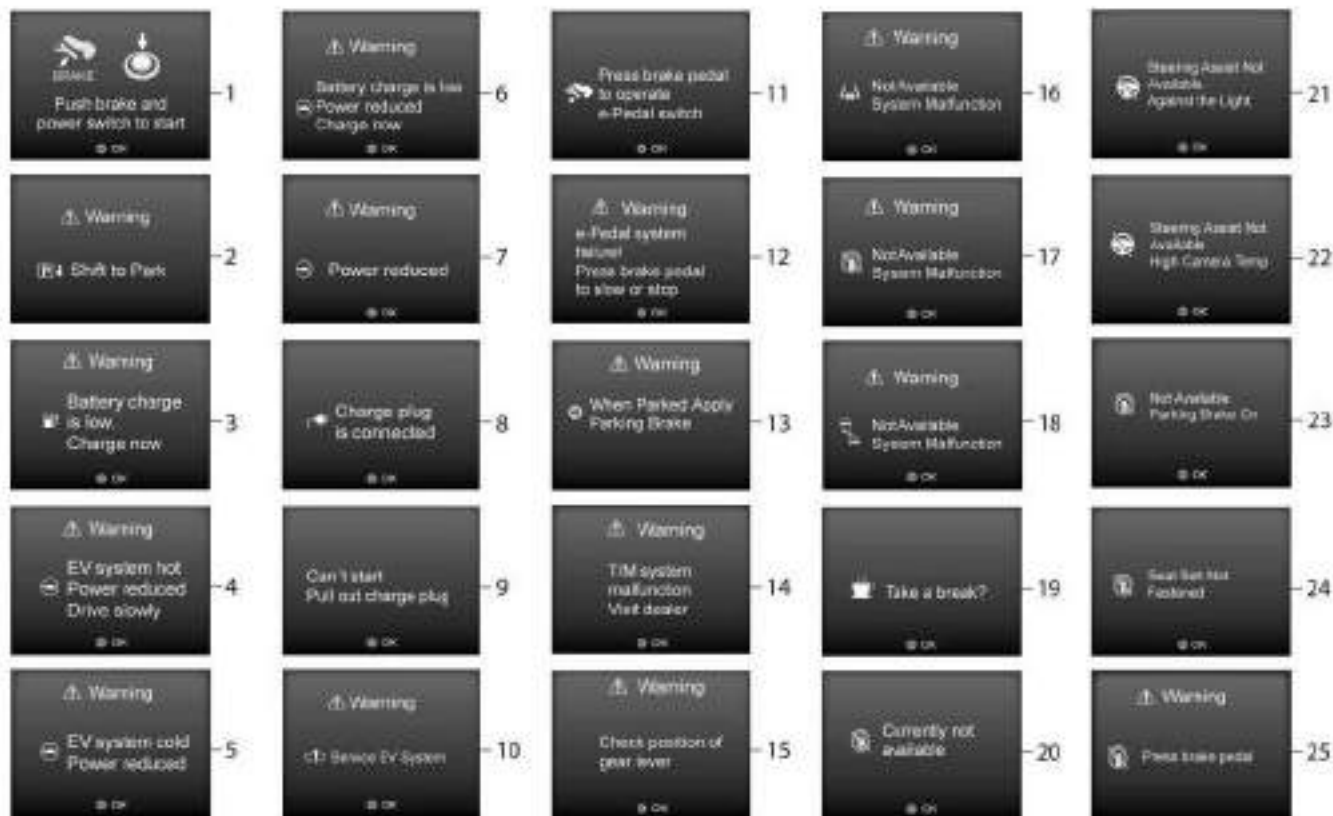 BRAKE
Push brake and
power switch to start
OK
1
Warning
Shift to Park
2
Warning
Battery charge
is low.
Charge now
OK
3
Warning
EV system hot
Power reduced
Drive slowly
OK
4
Warning
EV system cold
Power reduced
OK
5
Warning
Battery charge is low
Power reduced
Charge now
OK
6
Warning
Power reduced
OK
7
Charge plug
is connected
OK
8
Can't start
Pull out charge plug
9
Warning
Service EV System
10
Press brake pedal
to operate
e-Pedal switch
OK
11
Warning
e-Pedal system
failure!
Press brake pedal
to slow or stop
OK
12
Warning
When Parked Apply
Parking Brake
13
Warning
T/M system
malfunction
Visit dealer
OK
14
Warning
Check position of
gear lever
OK
15
Warning
Not Available
System Malfunction
OK
16
Warning
Not Available
System Malfunction
OK
17
Warning
Not Available
System Malfunction
OK
18
Take a break?
OK
19
Currently not
available
OK
20
Steering Assist Not
Available
Against the Light
OK
21
Steering Assist Not
Available
High Camera Temp
OK
22
Not Available
Parking Brake On
OK
23
Seat Belt Not
Fastened
OK
24
Warning
Press brake pedal
25